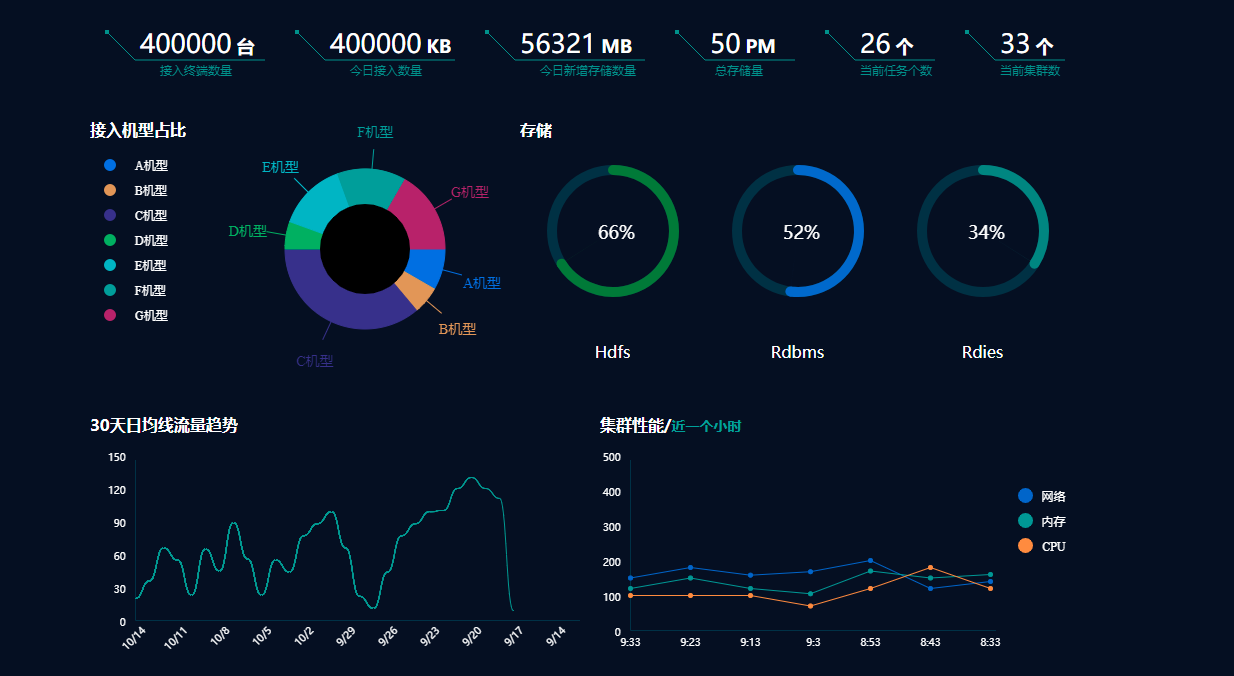 400000 台
接入终端数量
400000 KB
今日接入数量
56321 MB
今日新增存储数量
50 PM
总存储量
26 个
当前任务个数
33 个
当前集群数
接入机型占比
A机型
B机型
C机型
D机型
E机型
F机型
G机型
F机型
E机型
G机型
D机型
A机型
B机型
C机型
存储
66%
52%
34%
Hdfs
Rdbms
Rdies
30天日均线流量趋势
150
120
90
60
30
0
10/14
10/11
10/8
10/5
10/2
9/29
9/26
9/23
9/20
9/17
9/14
集群性能/近一个小时
500
400
300
200
100
0
9:33
9:23
9:13
9:3
8:53
8:43
8:33
网络
内存
CPU